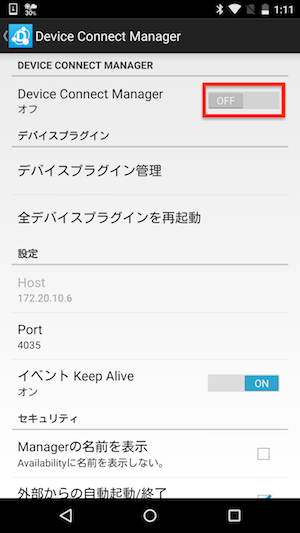 30%
1:11
Device Connect Manager
DEVICE CONNECT MANAGER
Device Connect Manager
オフ
OFF
デバイスプラグイン
デバイスプラグイン管理
全デバイスプラグインを再起動
設定
Host
172.20.10.6
Port
4035
イベント Keep Alive
オン
ON
セキュリティ
Managerの名前を表示
Availabilityに名前を表示しない。
外部からの自動起動/終了